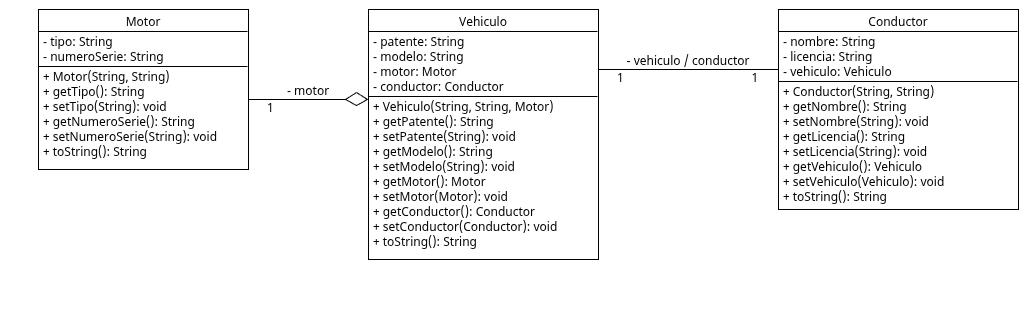 Motor
- tipo: String
- numeroSerie: String
+ Motor(String, String)
+ getTipo(): String
+ setTipo(String): void
+ getNumeroSerie(): String
+ setNumeroSerie(String): void
+ toString(): String
- motor
1
Vehiculo
- patente: String
- modelo: String
- motor: Motor
- conductor: Conductor
+ Vehiculo(String, String, Motor)
+ getPatente(): String
+ setPatente(String): void
+ getModelo(): String
+ setModelo(String): void
+ getMotor(): Motor
+ setMotor(Motor): void
+ getConductor(): Conductor
+ setConductor(Conductor): void
+ toString(): String
- vehiculo / conductor
1 1
Conductor
- nombre: String
- licencia: String
- vehiculo: Vehiculo
+ Conductor(String, String)
+ getNombre(): String
+ setNombre(String): void
+ getLicencia(): String
+ setLicencia(String): void
+ getVehiculo(): Vehiculo
+ setVehiculo(Vehiculo): void
+ toString(): String